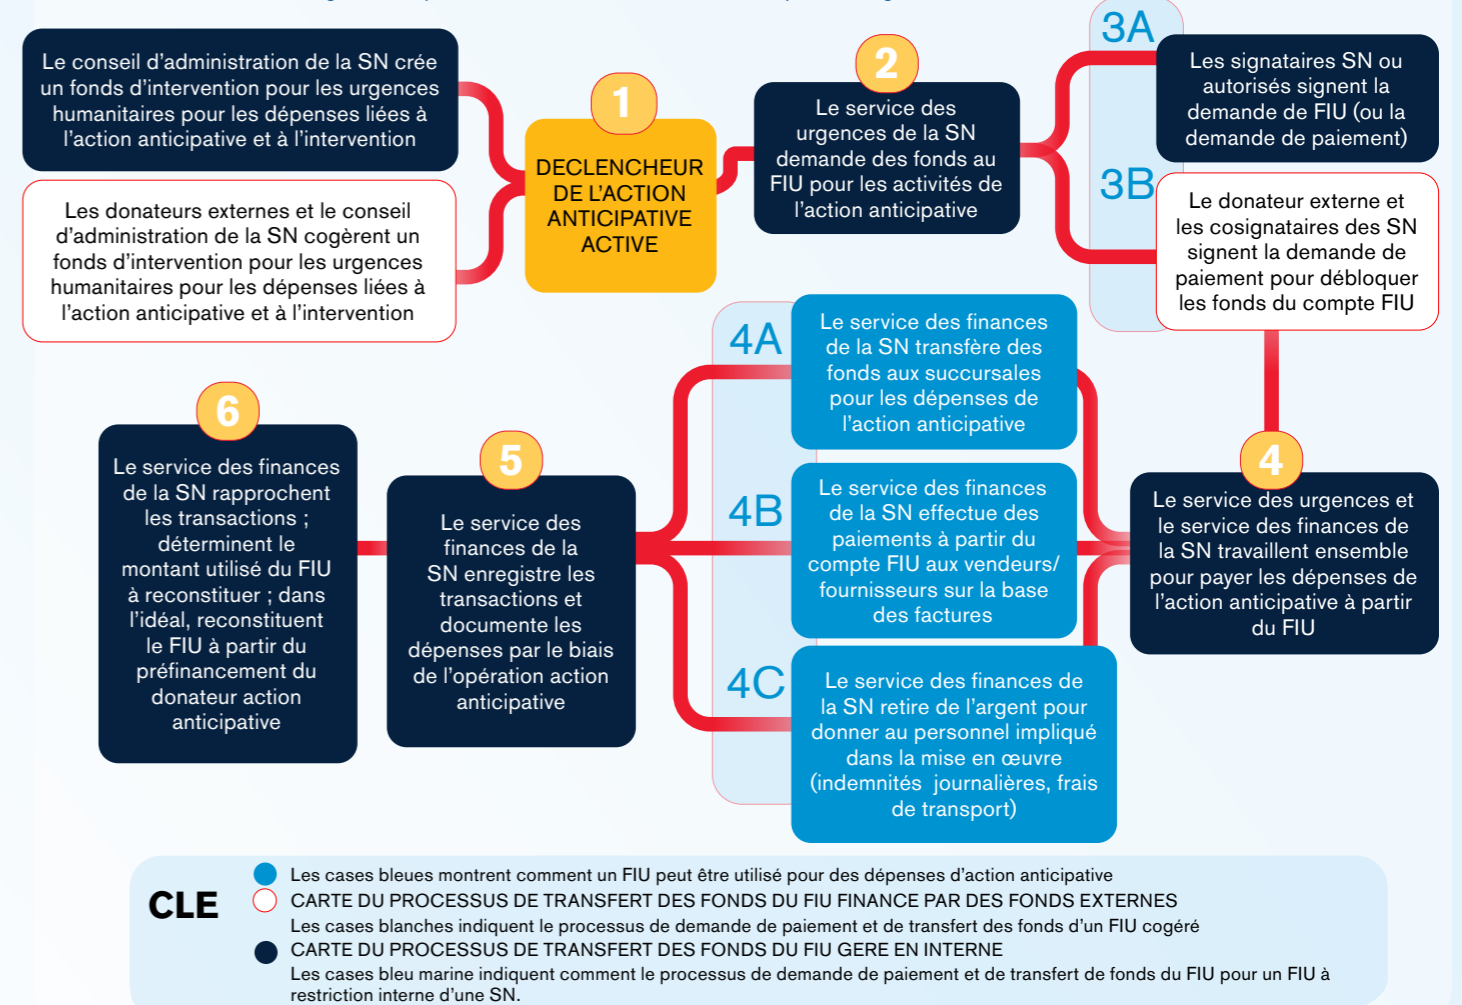 Le conseil d'administration de la SN crée
un fonds d'intervention pour les urgences
humanitaires pour les dépenses liées à
l'action anticipative et à l'intervention
Les donateurs externes et le conseil
d'administration de la SN cogèrent un
fonds d'intervention pour les urgences
humanitaires pour les dépenses liées à
l'action anticipative et à l'intervention
1
DECLENCHEUR
DE L'ACTION
ANTICIPATIVE
ACTIVE
2
Le service des
urgences de la SN
demande des fonds au
FIU pour les activités de
l'action anticipative
3A
Les signataires SN ou
autorisés signent la
demande de FIU (ou la
demande de paiement)
3B
Le donateur externe et
les cosignataires des SN
signent la demande de
paiement pour débloquer
les fonds du compte FIU
4
Le service des urgences et
le service des finances de
la SN travaillent ensemble
pour payer les dépenses de
l'action anticipative à partir
du FIU
4A
Le service des finances
de la SN transfère des
fonds aux succursales
pour les dépenses de
l'action anticipative
4B
Le service des finances
de la SN effectue des
paiements à partir du
compte FIU aux vendeurs/
fournisseurs sur la base
des factures
4C
Le service des finances de
la SN retire de l'argent pour
donner au personnel impliqué
dans la mise en œuvre
(indemnités journalières, frais
de transport)
5
Le service des
finances de la
SN enregistre les
transactions et
documente les
dépenses par le biais
de l'opération action
anticipative
6
Le service des finances
de la SN rapprochent
les transactions ;
déterminent le
montant utilisé du FIU
à reconstituer ; dans
l'idéal, reconstituent
le FIU à partir du
préfinancement du
donateur action
anticipative
CLE
Les cases bleues montrent comment un FIU peut être utilisé pour des dépenses d'action anticipative
CARTE DU PROCESSUS DE TRANSFERT DES FONDS DU FIU FINANCE PAR DES FONDS EXTERNES
Les cases blanches indiquent le processus de demande de paiement et de transfert des fonds d'un FIU cogéré
CARTE DU PROCESSUS DE TRANSFERT DES FONDS DU FIU GERE EN INTERNE
Les cases bleu marine indiquent comment le processus de demande de paiement et de transfert de fonds du FIU pour un FIU à
restriction interne d'une SN.